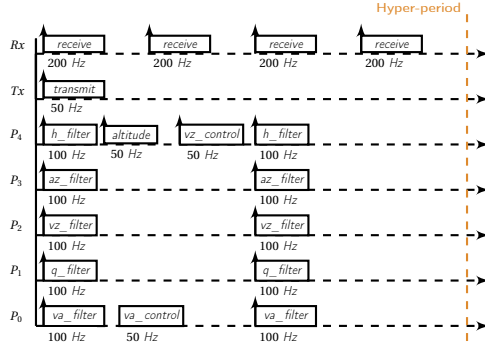 Hyper-period
Rx receive receive receive receive
200 Hz 200 Hz 200 Hz 200 Hz
Tx transmit
50 Hz
P4 h_filter altitude vz_control h_filter
100 Hz 50 Hz 50 Hz 100 Hz
P3 az_filter az_filter
100 Hz 100 Hz
P2 vz_filter vz_filter
100 Hz 100 Hz
P1 q_filter q_filter
100 Hz 100 Hz
P0 va_filter va_control va_filter
100 Hz 50 Hz 100 Hz